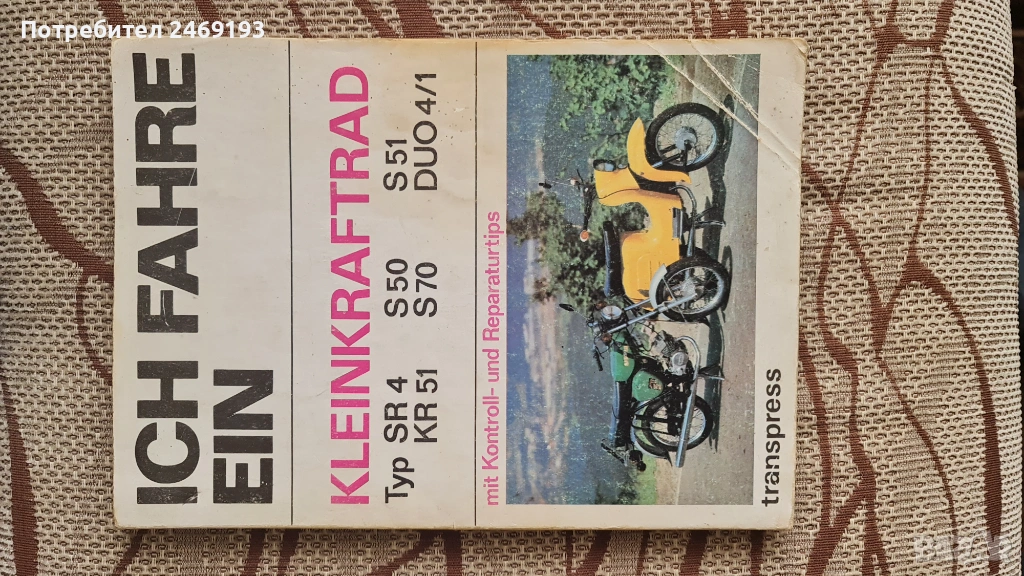 Потребител 2469193
ICH FAHRE
EIN
KLEINKRAFTRAD
Typ SR 4 S 50 S 51
KR 51 S 70 DUO 4/1
mit Kontroll- und Reparaturtips
transpress